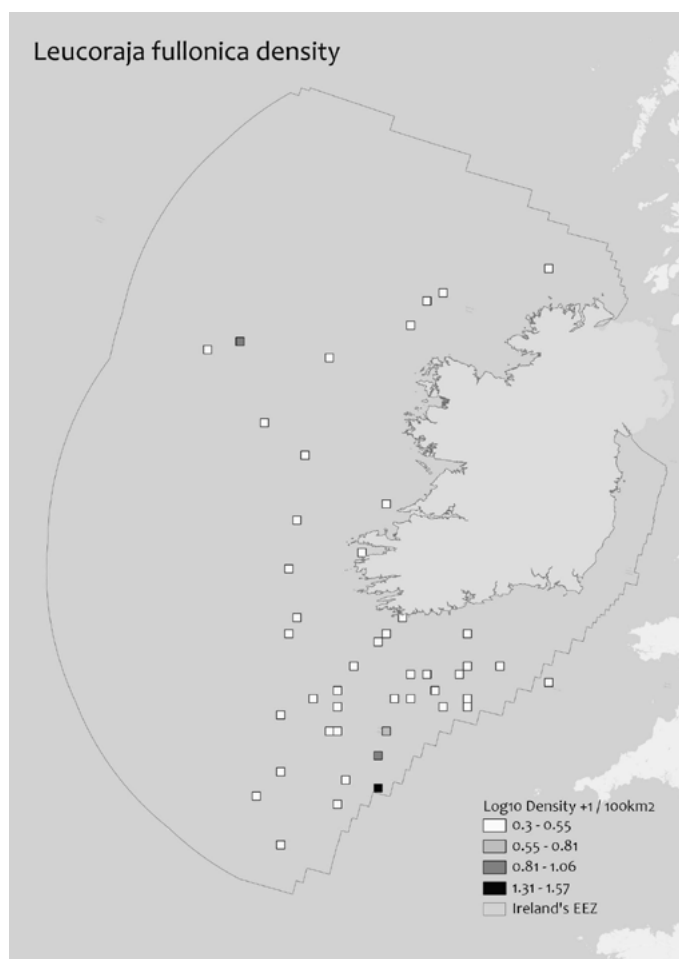 Leucoraja fullonica density
Log10 Density +1 / 100km2
0.3 - 0.55
0.55 - 0.81
0.81 - 1.06
1.31 - 1.57
Ireland's EEZ